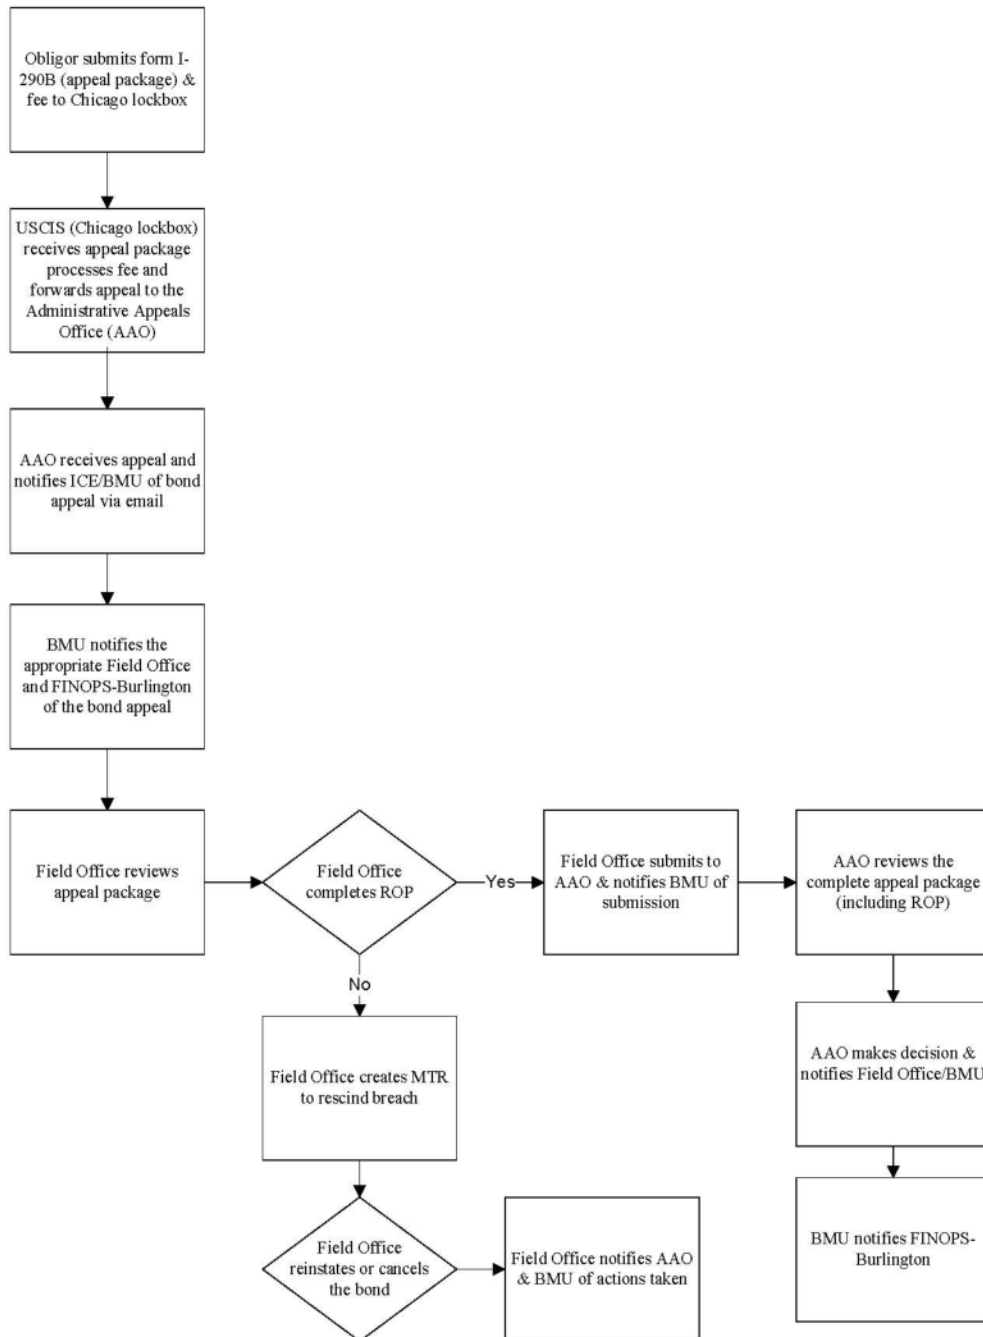 Obligor submits form I-
290B (appeal package) &
fee to Chicago lockbox
USCIS (Chicago lockbox)
receives appeal package
processes fee and
forwards appeal to the
Administrative Appeals
Office (AAO)
AAO receives appeal and
notifies ICE/BMU of bond
appeal via email
BMU notifies the
appropriate Field Office
and FINOPS-Burlington
of the bond appeal
Field Office reviews
appeal package
Field Office
completes ROP
Yes
Field Office submits to
AAO & notifies BMU of
submission
AAO reviews the
complete appeal package
(including ROP)
No
Field Office creates MTR
to rescind breach
AAO makes decision &
notifies Field Office/BMU
Field Office
reinstates or cancels
the bond
Field Office notifies AAO
& BMU of actions taken
BMU notifies FINOPS-
Burlington